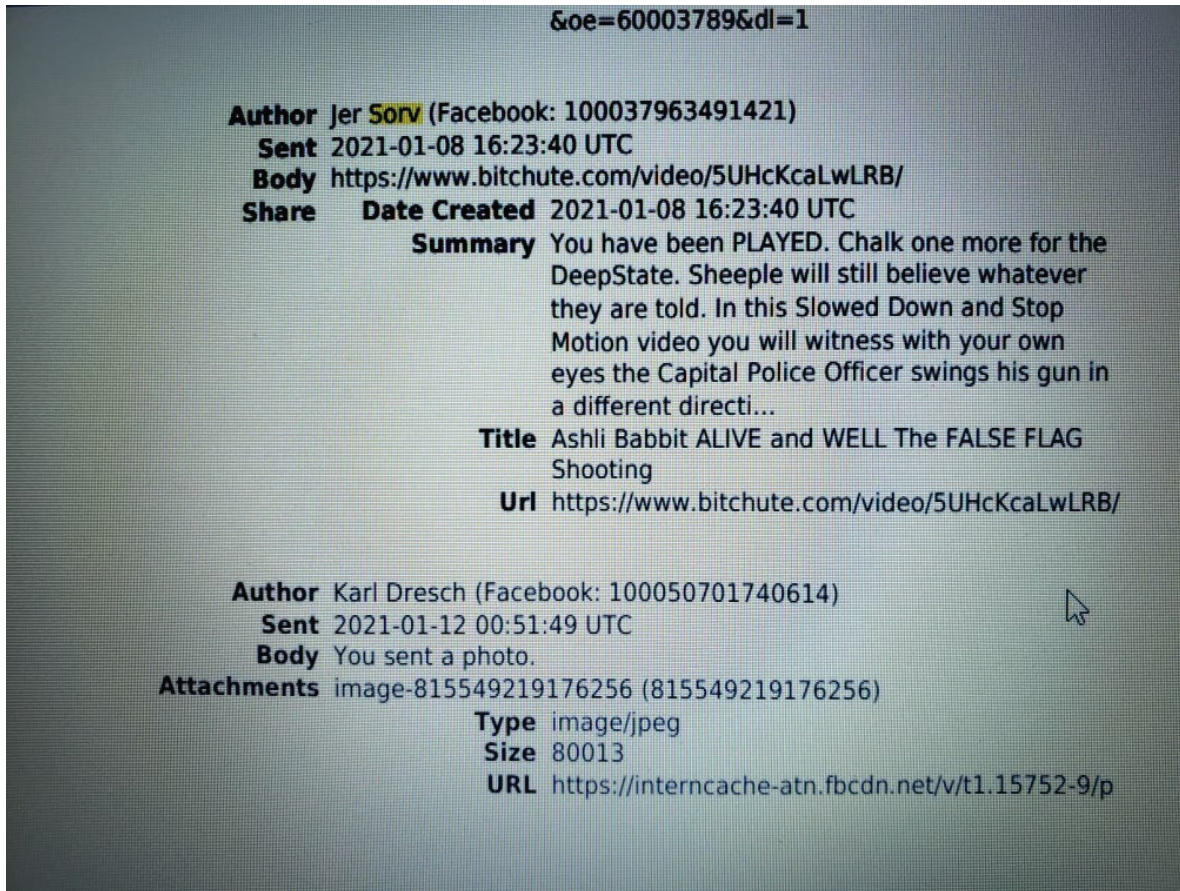 &oe=60003789&dl=1
Author Jer Sorv (Facebook: 100037963491421)
Sent 2021-01-08 16:23:40 UTC
Body https://www.bitchute.com/video/5UHcKcaLwLRB/
Share Date Created 2021-01-08 16:23:40 UTC
Summary You have been PLAYED. Chalk one more for the
DeepState. Sheeple will still believe whatever
they are told. In this Slowed Down and Stop
Motion video you will witness with your own
eyes the Capital Police Officer swings his gun in
a different directi...
Title Ashli Babbit ALIVE and WELL The FALSE FLAG
Shooting
Url https://www.bitchute.com/video/5UHcKcaLwLRB/
Author Karl Dresch (Facebook: 100050701740614)
Sent 2021-01-12 00:51:49 UTC
Body You sent a photo.
Attachments image-815549219176256 (815549219176256)
Type image/jpeg
Size 80013
URL https://interncache-atn.fbcdn.net/v/t1.15752-9/p